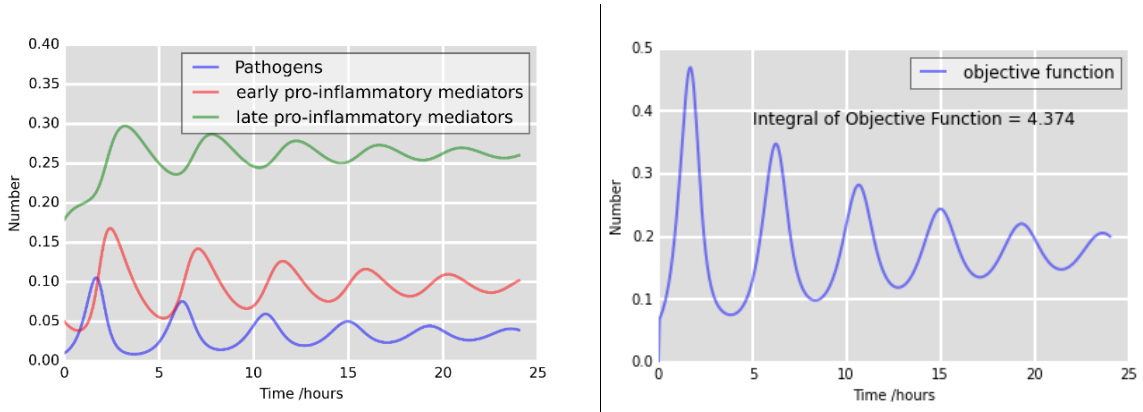 0.40
0.35
0.30
0.25
0.20
0.15
0.10
0.05
0.00
Number
Pathogens
early pro-inflammatory mediators
late pro-inflammatory mediators
0 5 10 15 20 25
Time /hours
0.5
0.4
0.3
0.2
0.1
0.0
Number
objective function
Integral of Objective Function = 4.374
0 5 10 15 20 25
Time /hours